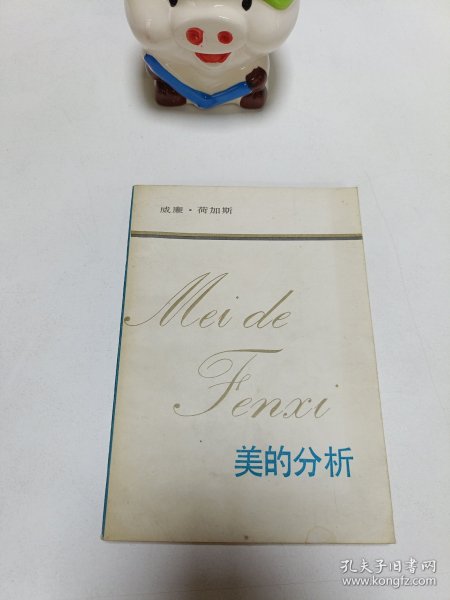 威廉·荷加斯
Mei de
Fenxi
美的分析
孔夫子旧书网
www.kongfz.com